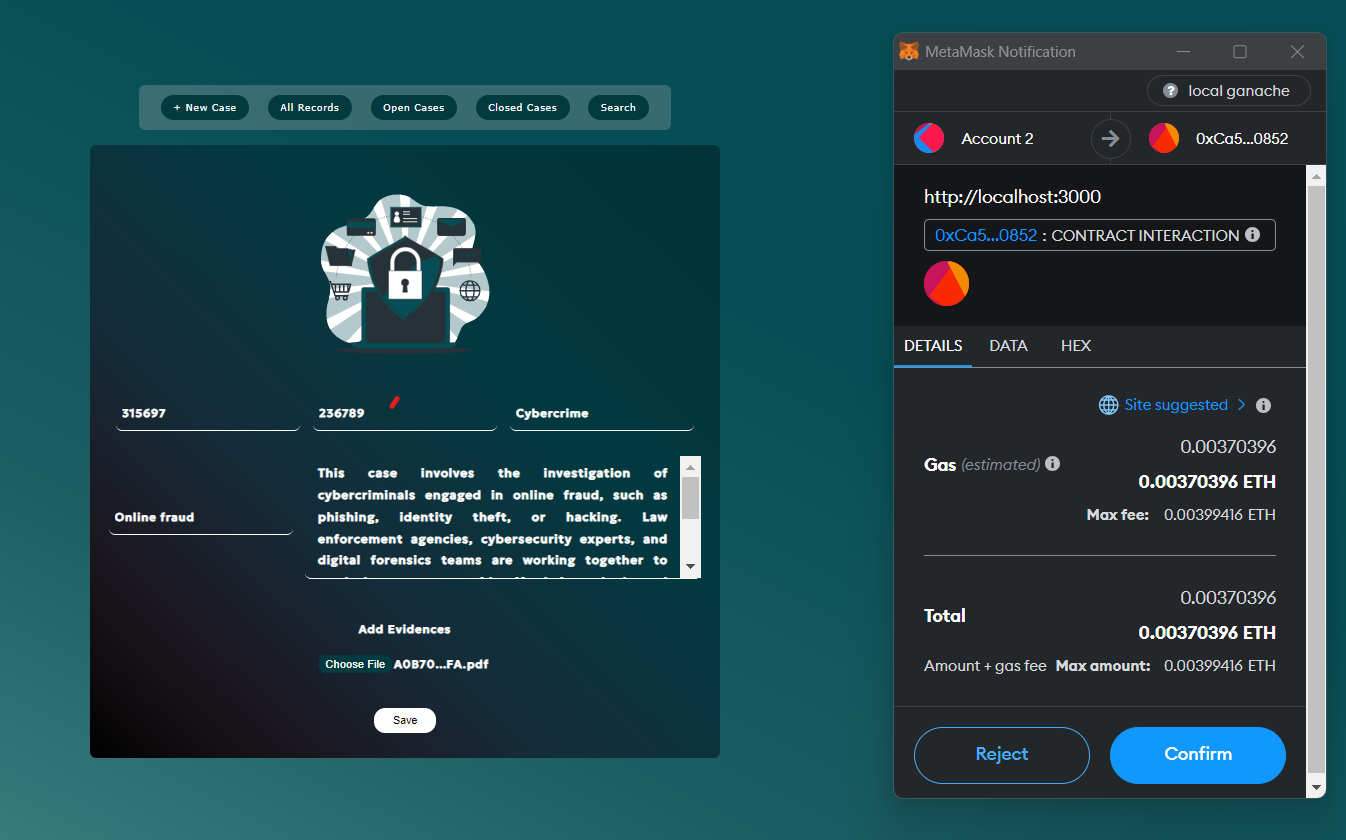 + New Case
All Records
Open Cases
Closed Cases
Search
315697
236789
Cybercrime
Online fraud
This case involves the investigation of
cybercriminals engaged in online fraud, such as
phishing, identity theft, or hacking. Law
enforcement agencies, cybersecurity experts, and
digital forensics teams are working together to
Add Evidences
Choose File A0B70...FA.pdf
Save
MetaMask Notification
local ganache
Account 2
0xCa5...0852
http://localhost:3000
0xCa5...0852 : CONTRACT INTERACTION
DETAILS
DATA
HEX
Site suggested >
0.00370396
Gas (estimated)
0.00370396 ETH
Max fee: 0.00399416 ETH
0.00370396
Total
0.00370396 ETH
Amount + gas fee Max amount: 0.00399416 ETH
Reject
Confirm